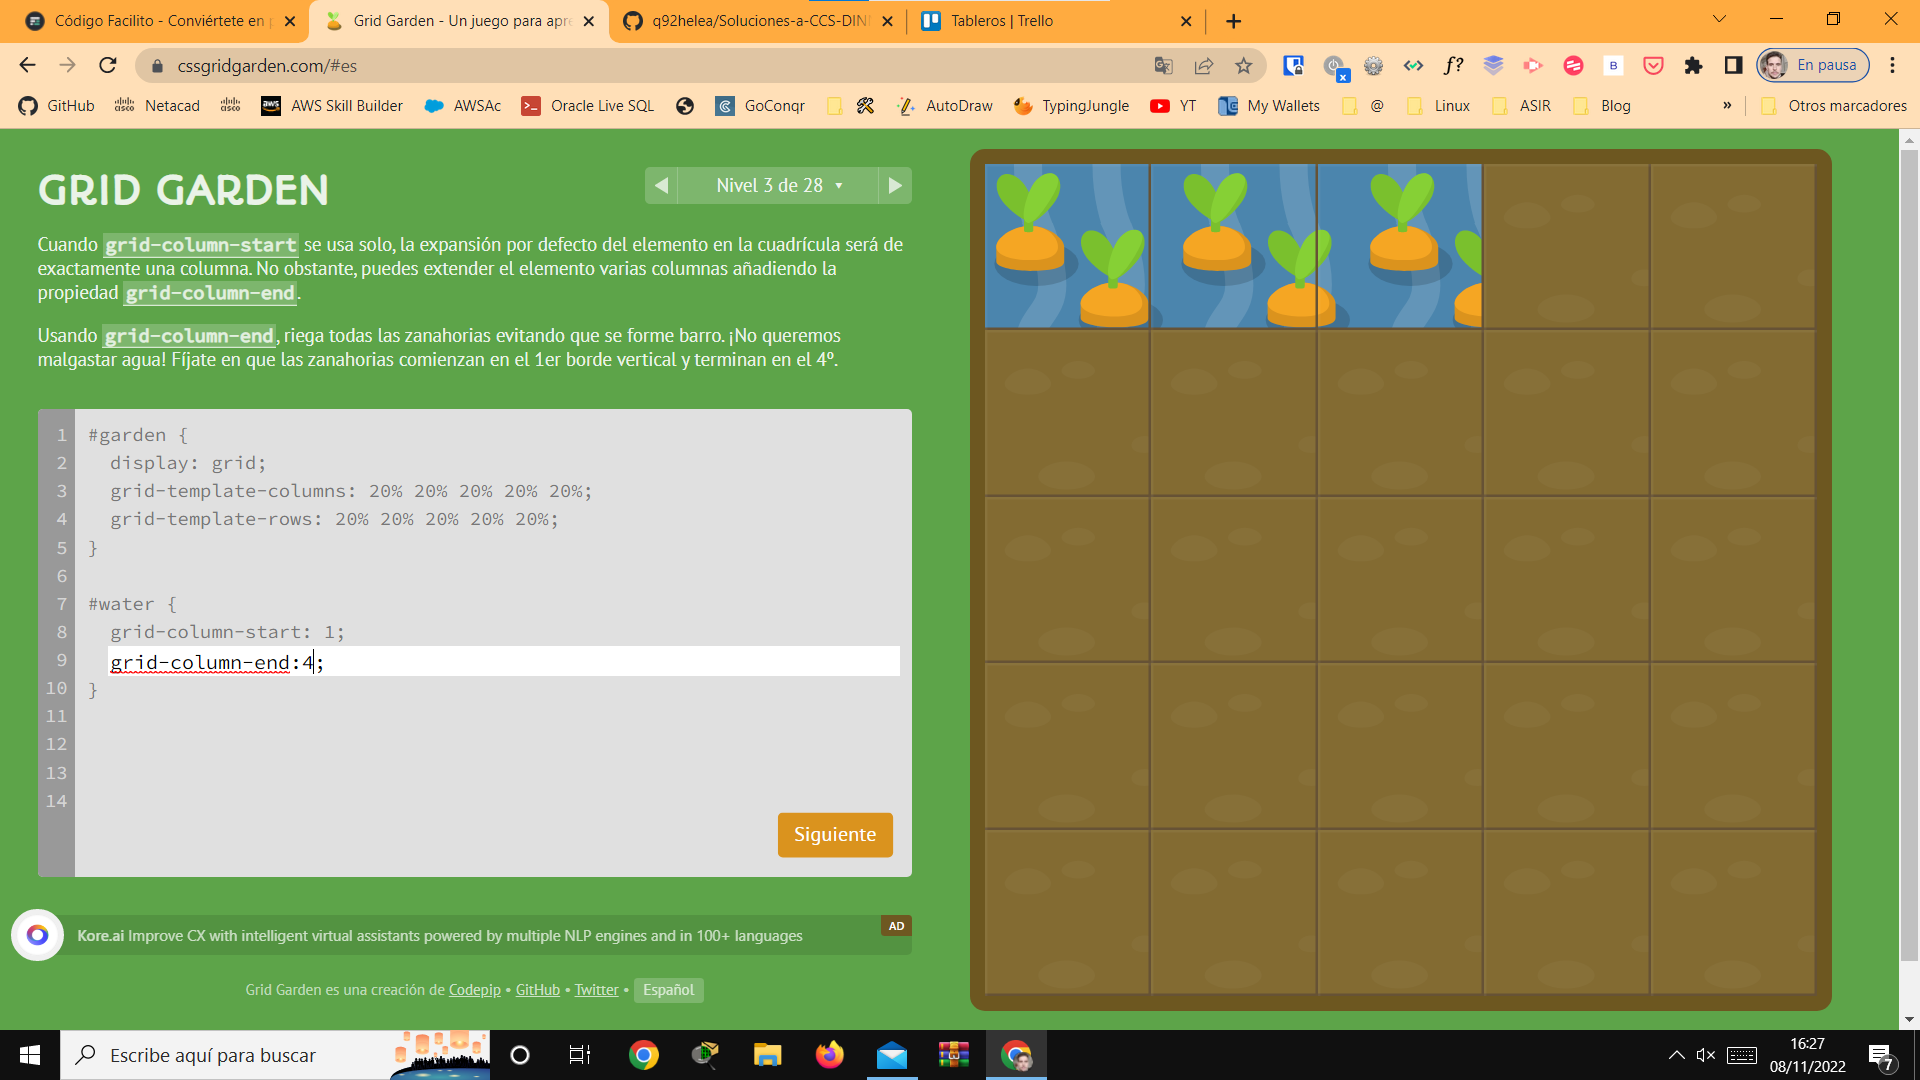 Código Facilito - Conviértete en p
Grid Garden - Un juego para apre
q92helea/Soluciones-a-CCS-DIN
Tableros | Trello
cssgridgarden.com/#es
f?
B
En pausa
GitHub
Netacad
AWS Skill Builder
AWSAc
Oracle Live SQL
GoConqr
AutoDraw
TypingJungle
YT
My Wallets
@
Linux
ASIR
Blog
»
Otros marcadores
GRID GARDEN
Nivel 3 de 28
Cuando grid-column-start se usa solo, la expansión por defecto del elemento en la cuadrícula será de
exactamente una columna. No obstante, puedes extender el elemento varias columnas añadiendo la
propiedad grid-column-end.
Usando grid-column-end, riega todas las zanahorias evitando que se forme barro. ¡No queremos
malgastar agua! Fíjate en que las zanahorias comienzan en el 1er borde vertical y terminan en el 4º.
1 #garden {
2 display: grid;
3 grid-template-columns: 20% 20% 20% 20% 20%;
4 grid-template-rows: 20% 20% 20% 20% 20%;
5 }
6
7 #water {
8 grid-column-start: 1;
9 grid-column-end:4;
10 }
11
12
13
14
Siguiente
Kore.ai Improve CX with intelligent virtual assistants powered by multiple NLP engines and in 100+ languages
AD
Grid Garden es una creación de Codepip • GitHub • Twitter • Español
Escribe aquí para buscar
16:27
08/11/2022
7